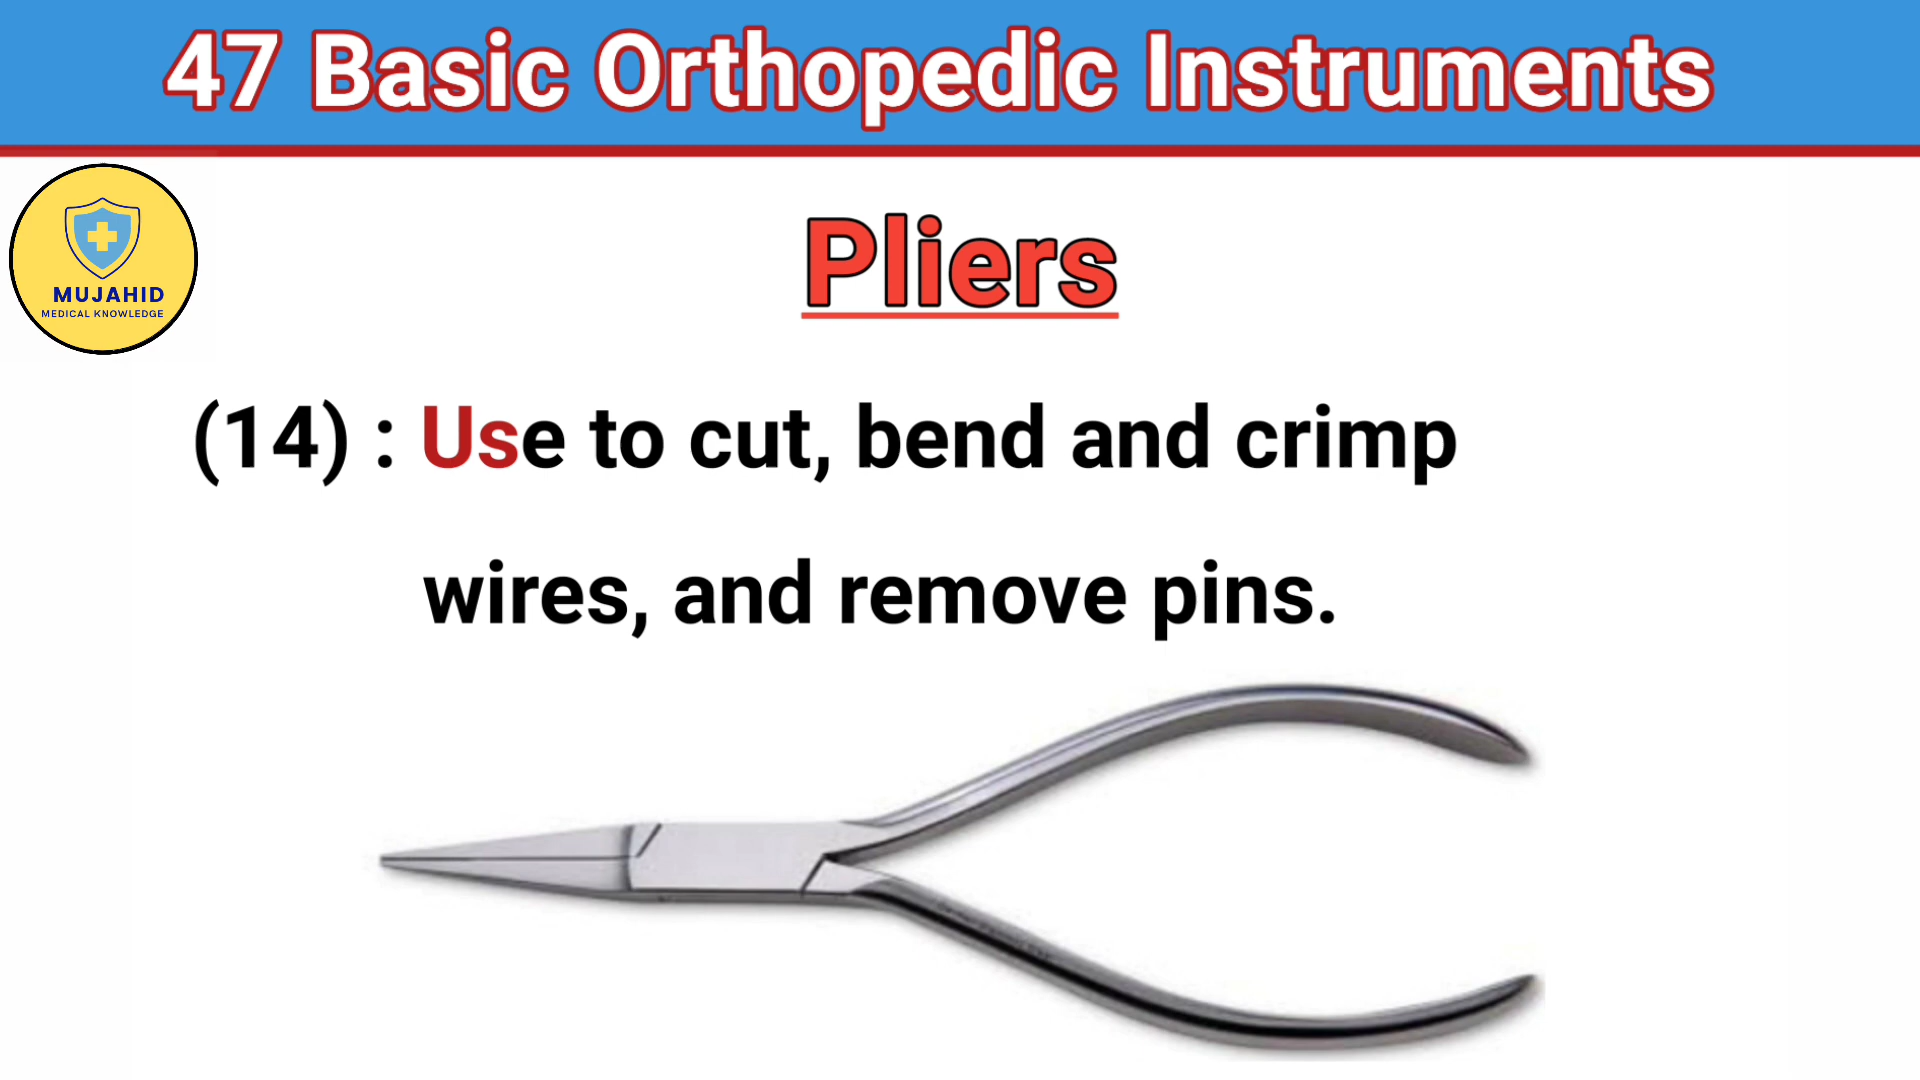 47 Basic Orthopedic Instruments
MUJAHID
MEDICAL KNOWLEDGE
Pliers
(14) : Use to cut, bend and crimp
wires, and remove pins.